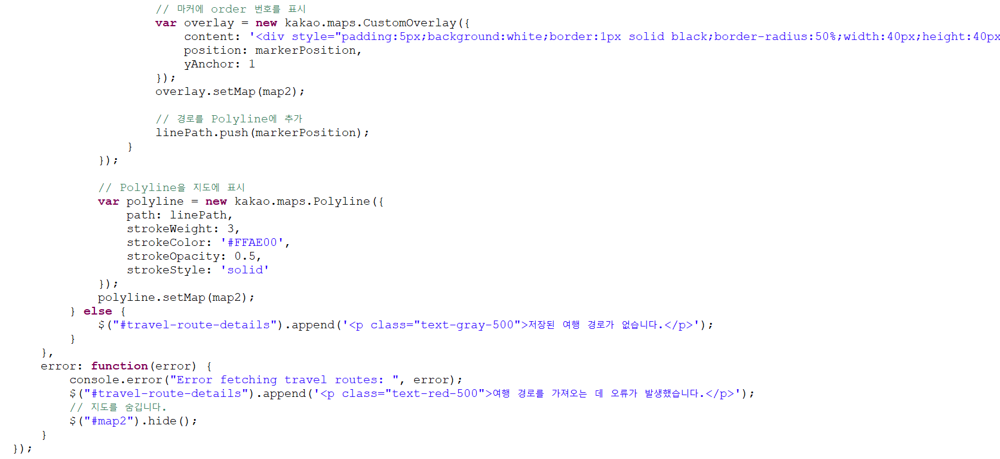 // 마커에 order 번호를 표시
var overlay = new kakao.maps.CustomOverlay({
content: '<div style="padding:5px;background:white;border:1px solid black;border-radius:50%;width:40px;height:40px
position: markerPosition,
yAnchor: 1
});
overlay.setMap(map2);
// 경로를 Polyline에 추가
linePath.push(markerPosition);
}
});
// Polyline을 지도에 표시
var polyline = new kakao.maps.Polyline({
path: linePath,
strokeWeight: 3,
strokeColor: '#FFAE00',
strokeOpacity: 0.5,
strokeStyle: 'solid'
});
polyline.setMap(map2);
} else {
$("#travel-route-details").append('<p class="text-gray-500">저장된 여행 경로가 없습니다.</p>');
}
},
error: function(error) {
console.error("Error fetching travel routes: ", error);
$("#travel-route-details").append('<p class="text-red-500">여행 경로를 가져오는 데 오류가 발생했습니다.</p>');
// 지도를 숨깁니다.
$("#map2").hide();
}
});